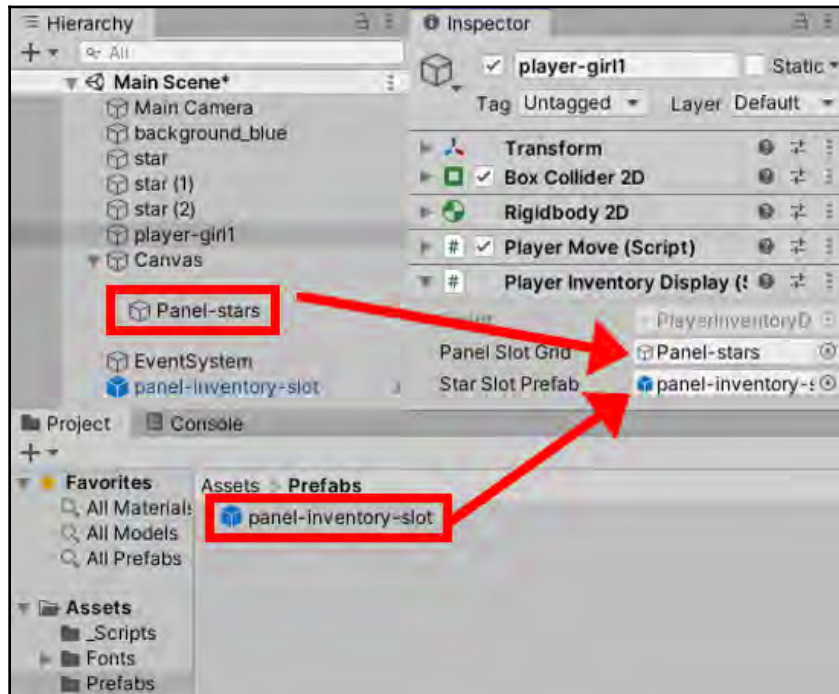 Hierarchy
All
Main Scene*
Main Camera
background_blue
star
star (1)
star (2)
player-girl1
Canvas
Panel-stars
EventSystem
panel-inventory-slot
Inspector
player-girl1 Static
Tag Untagged Layer Default
Transform
Box Collider 2D
Rigidbody 2D
# Player Move (Script)
# Player Inventory Display (S
Script PlayerInventoryD
Panel Slot Grid Panel-stars
Star Slot Prefab panel-inventory-s
Project Console
Favorites
All Materials
All Models
All Prefabs
Assets
_Scripts
Fonts
Prefabs
Assets > Prefabs
panel-inventory-slot